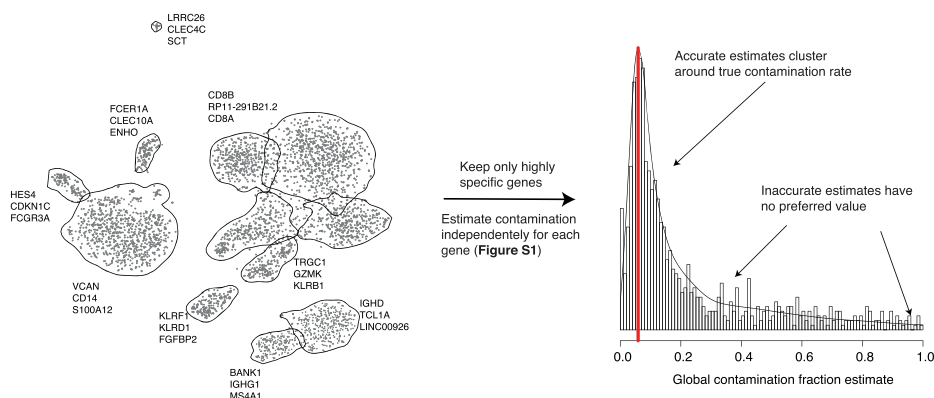 LRRC26
CLEC4C
SCT
FCER1A
CLEC10A
ENHO
CD8B
RP11-291B21.2
CD8A
HES4
CDKN1C
FCGR3A
VCAN
CD14
S100A12
TRGC1
GZMK
KLRB1
KLRF1
KLRD1
FGFBP2
IGHD
TCL1A
LINC00926
BANK1
IGHG1
MS4A1
Keep only highly
specific genes
Estimate contamination
independentely for each
gene (Figure S1)
Accurate estimates cluster
around true contamination rate
Inaccurate estimates have
no preferred value
0.0 0.2 0.4 0.6 0.8 1.0
Global contamination fraction estimate